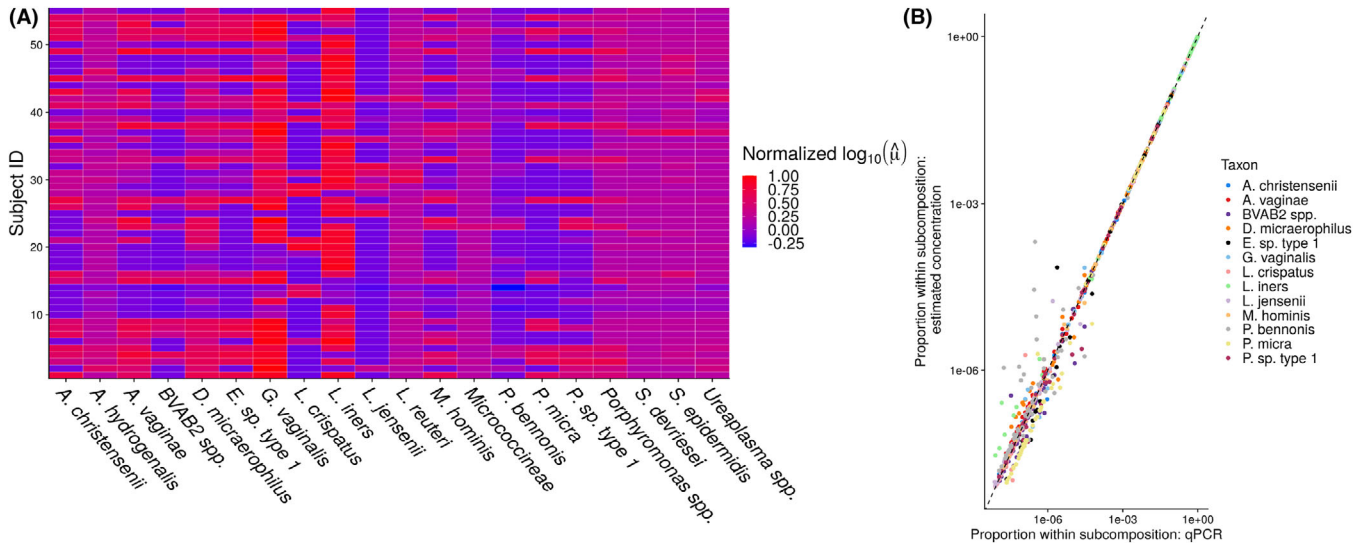 (A)
Subject ID
50
40
30
20
10
A. christensenii
A. hydrogenalis
A. vaginae
BVAB2 spp.
D. micraerophilus
E. sp. type 1
G. vaginalis
L. crispatus
L. iners
L. jensenii
L. reuteri
M. hominis
Micrococcineae
P. bennonis
P. micra
P. sp. type 1
Porphyromonas spp.
S. devriesei
S. epidermidis
Ureaplasma spp.
Normalized log₁₀(μ̂)
1.00
0.75
0.50
0.25
0.00
-0.25
(B)
Proportion within subcomposition:
estimated concentration
1e+00
1e-03
1e-06
1e-06
1e-03
1e+00
Proportion within subcomposition: qPCR
Taxon
A. christensenii
A. vaginae
BVAB2 spp.
D. micraerophilus
E. sp. type 1
G. vaginalis
L. crispatus
L. iners
L. jensenii
M. hominis
P. bennonis
P. micra
P. sp. type 1